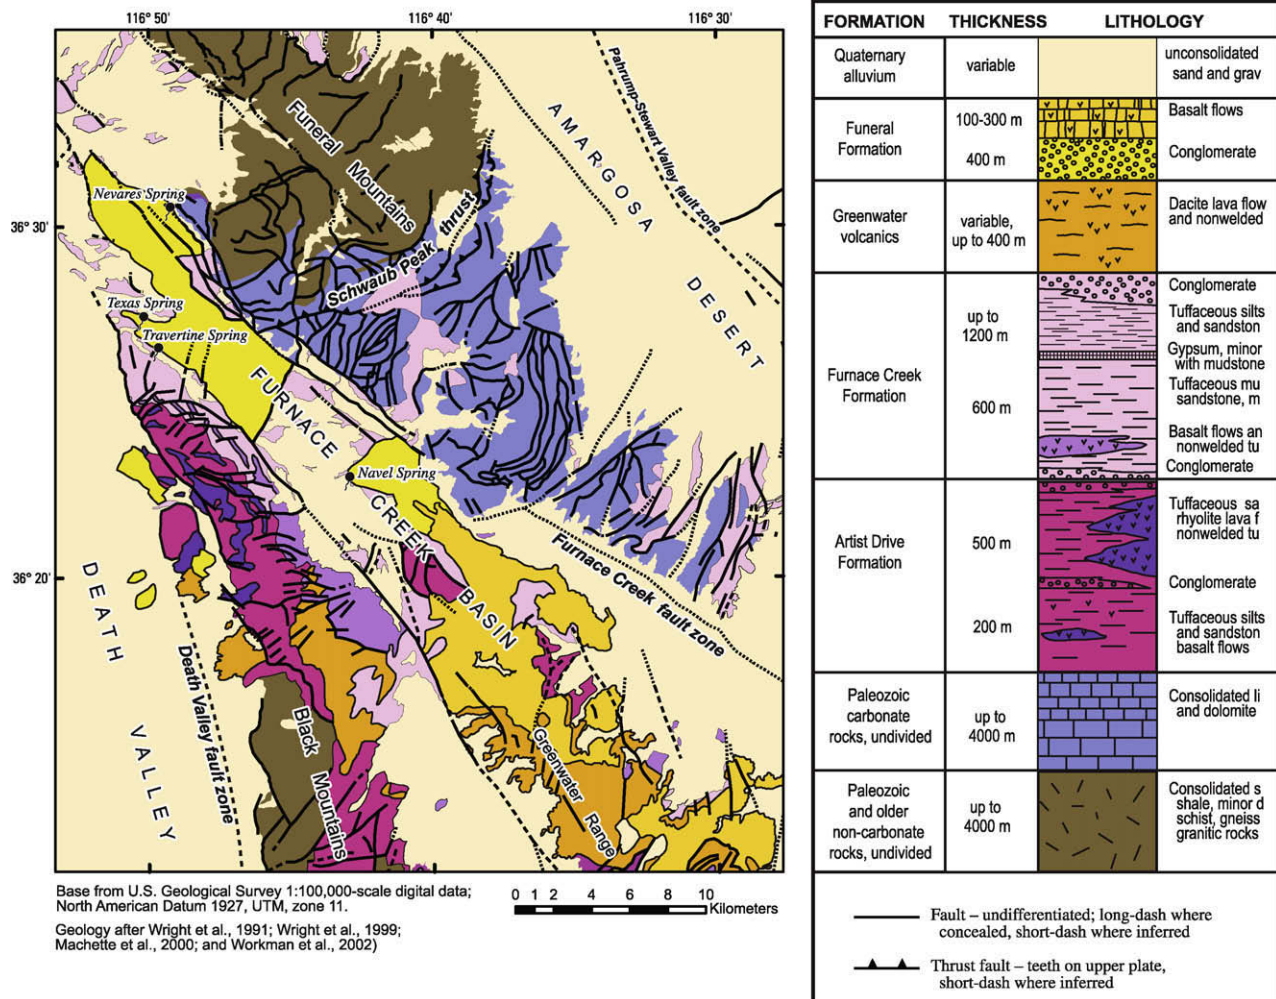 116° 50'
116° 40'
116° 30'
36° 30'
36° 20'
Funeral Mountains
AMARGOSA DESERT
Pahrump-Stewart Valley fault zone
Nevares Spring
Schwaub Peak thrust
Texas Spring
Travertine Spring
FURNACE CREEK BASIN
Navel Spring
Furnace Creek fault zone
DEATH VALLEY
Death Valley fault zone
Black Mountains
Greenwater Range
Base from U.S. Geological Survey 1:100,000-scale digital data;
North American Datum 1927, UTM, zone 11.
Geology after Wright et al., 1991; Wright et al., 1999;
Machette et al., 2000; and Workman et al., 2002)
0 1 2 4 6 8 10
Kilometers
FORMATION THICKNESS LITHOLOGY
Quaternary
alluvium
variable
unconsolidated
sand and grav
Funeral
Formation
100-300 m
400 m
Basalt flows
Conglomerate
Greenwater
volcanics
variable,
up to 400 m
Dacite lava flow
and nonwelded
Furnace Creek
Formation
up to
1200 m
600 m
Conglomerate
Tuffaceous silts
and sandston
Gypsum, minor
with mudstone
Tuffaceous mu
sandstone, m
Basalt flows an
nonwelded tu
Conglomerate
Artist Drive
Formation
500 m
200 m
Tuffaceous sa
rhyolite lava f
nonwelded tu
Conglomerate
Tuffaceous silts
and sandston
basalt flows
Paleozoic
carbonate
rocks, undivided
up to
4000 m
Consolidated li
and dolomite
Paleozoic
and older
non-carbonate
rocks, undivided
up to
4000 m
Consolidated s
shale, minor d
schist, gneiss
granitic rocks
Fault – undifferentiated; long-dash where
concealed, short-dash where inferred
Thrust fault – teeth on upper plate,
short-dash where inferred